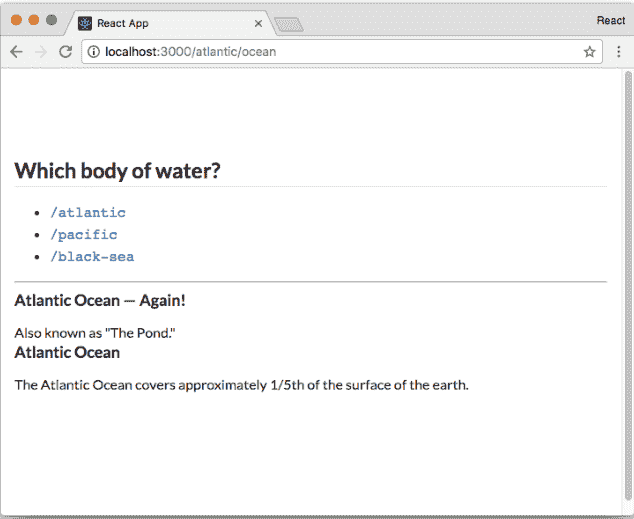 React App
React
localhost:3000/atlantic/ocean
Which body of water?
/atlantic
/pacific
/black-sea
Atlantic Ocean — Again!
Also known as "The Pond."
Atlantic Ocean
The Atlantic Ocean covers approximately 1/5th of the surface of the earth.